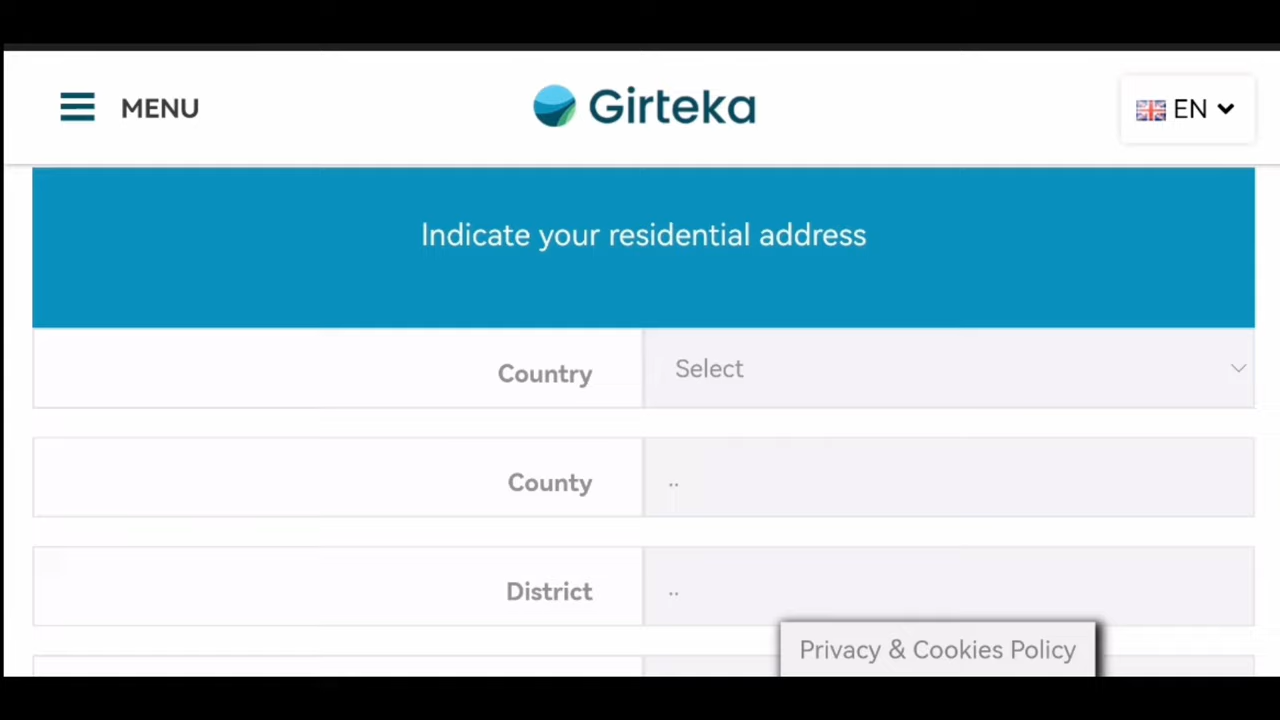 MENU
Girteka
EN
Indicate your residential address
Country
Select
County
..
District
..
Privacy & Cookies Policy